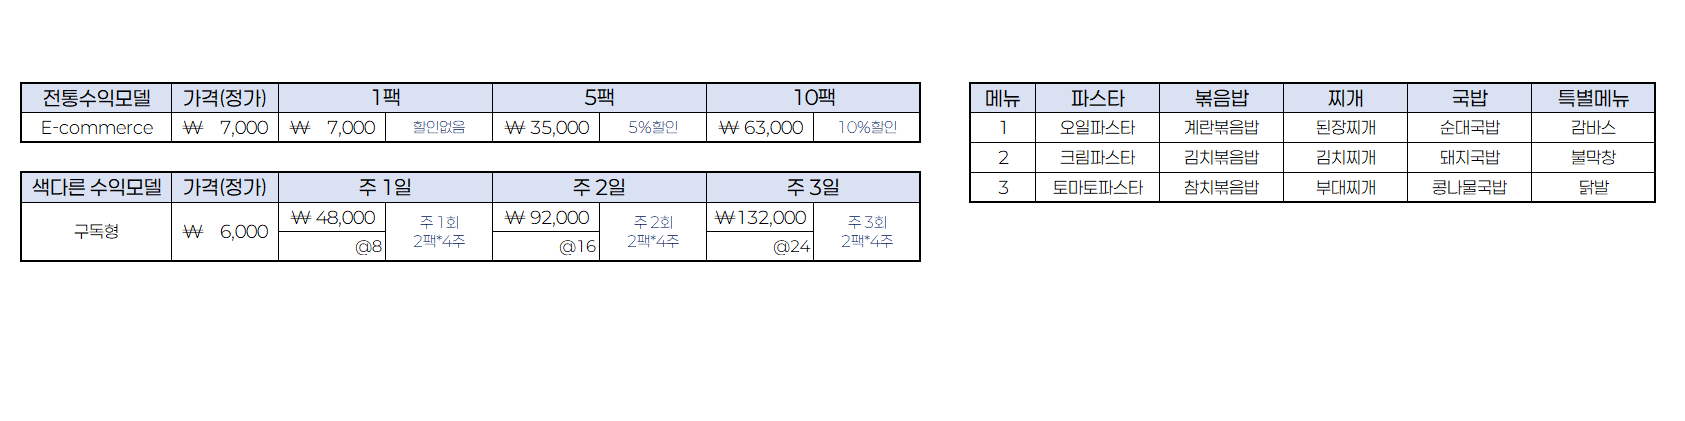 전통수익모델 가격(정가) 1팩 5팩 10팩
E-commerce ₩ 7,000 ₩ 7,000 할인없음 ₩ 35,000 5%할인 ₩ 63,000 10%할인
색다른 수익모델 가격(정가) 주 1일 주 2일 주 3일
구독형 ₩ 6,000 ₩ 48,000 주 1회 ₩ 92,000 주 2회 ₩132,000 주 3회
@8 2팩*4주 @16 2팩*4주 @24 2팩*4주
메뉴 파스타 볶음밥 찌개 국밥 특별메뉴
1 오일파스타 계란볶음밥 된장찌개 순대국밥 감바스
2 크림파스타 김치볶음밥 김치찌개 돼지국밥 불막창
3 토마토파스타 참치볶음밥 부대찌개 콩나물국밥 닭발